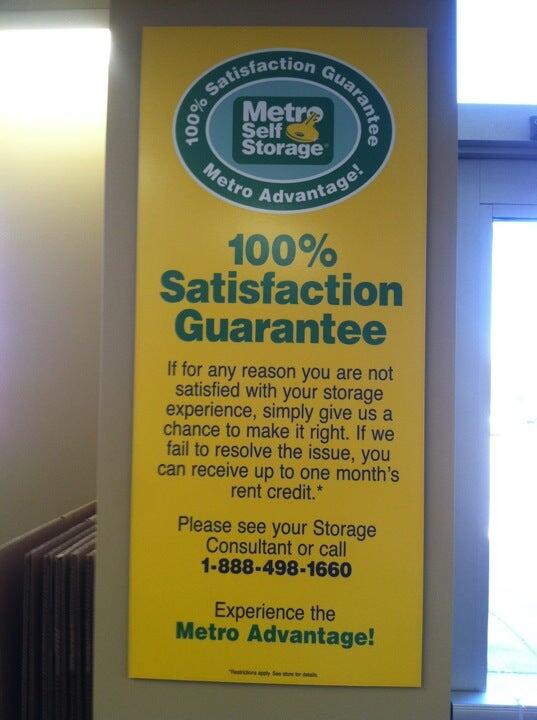 100% Satisfaction Guarantee
Metro
Self
Storage®
Metro Advantage!
100%
Satisfaction
Guarantee
If for any reason you are not
satisfied with your storage
experience, simply give us a
chance to make it right. If we
fail to resolve the issue, you
can receive up to one month's
rent credit.*
Please see your Storage
Consultant or call
1-888-498-1660
Experience the
Metro Advantage!
*Restrictions apply. See store for details.